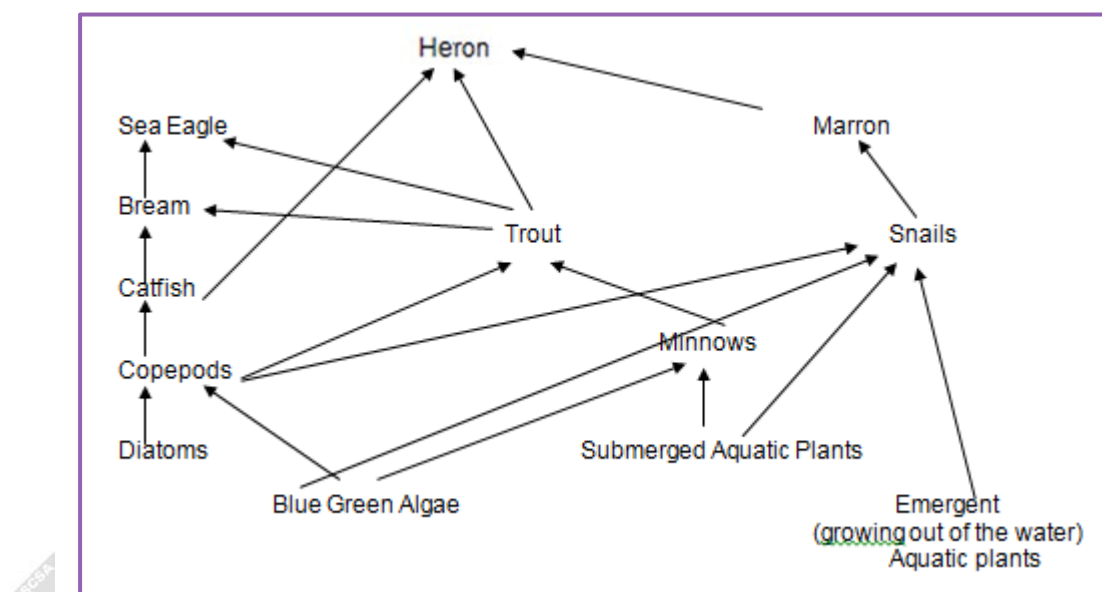 Heron
Sea Eagle
Marron
Bream
Trout
Snails
Catfish
Minnows
Copepods
Diatoms
Submerged Aquatic Plants
Blue Green Algae
Emergent
(growing out of the water)
Aquatic plants
SCSA